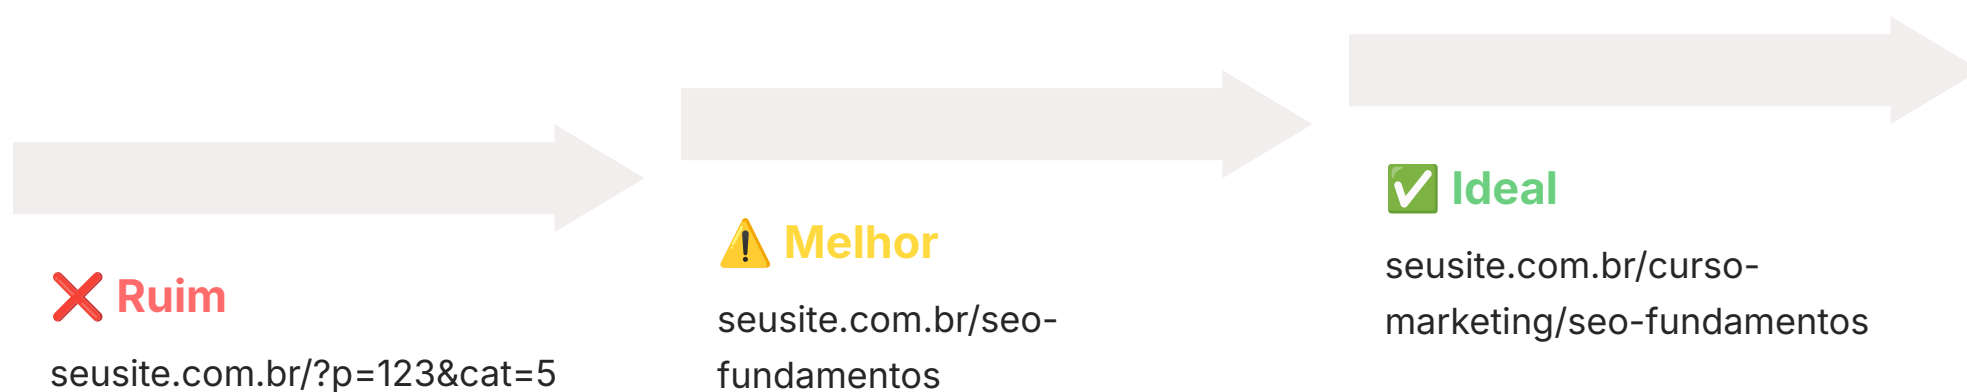 ❌ Ruim
seusite.com.br/?p=123&cat=5
⚠️ Melhor
seusite.com.br/seo-
fundamentos
✅ Ideal
seusite.com.br/curso-
marketing/seo-fundamentos